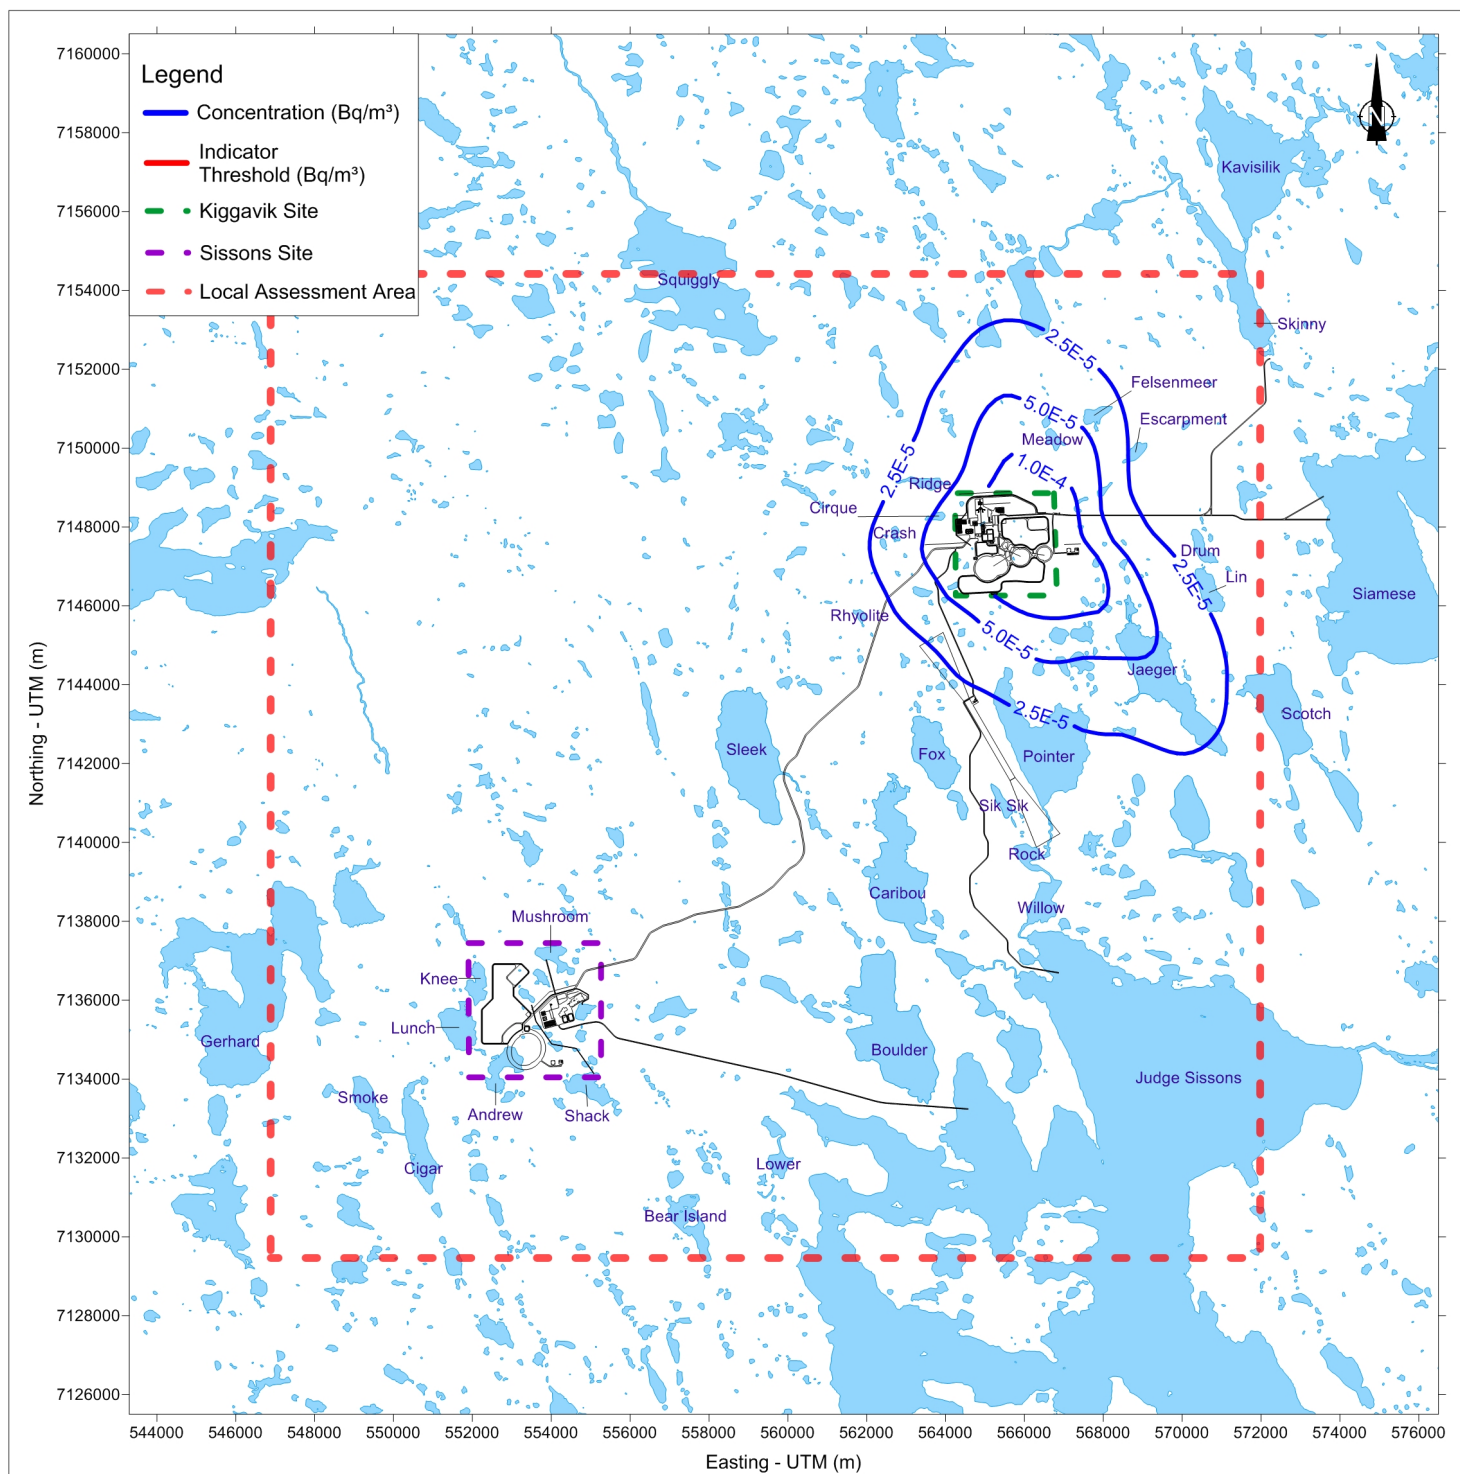 Legend
Concentration (Bq/m³)
Indicator
Threshold (Bq/m³)
Kiggavik Site
Sissons Site
Local Assessment Area
N
Kavisilik
Squiggly
Skinny
2.5E-5
Felsenmeer
5.0E-5
Escarpment
Meadow
1.0E-4
2.5E-5
Ridge
Cirque
Crash
Drum
2.5E-5
Lin
Siamese
Rhyolite
5.0E-5
Jaeger
2.5E-5
Scotch
Sleek
Fox
Pointer
Sik Sik
Rock
Caribou
Willow
Mushroom
Knee
Lunch
Gerhard
Boulder
Judge Sissons
Smoke
Andrew
Shack
Cigar
Lower
Bear Island
7160000
7158000
7156000
7154000
7152000
7150000
7148000
7146000
7144000
7142000
7140000
7138000
7136000
7134000
7132000
7130000
7128000
7126000
Northing - UTM (m)
544000 546000 548000 550000 552000 554000 556000 558000 560000 562000 564000 566000 568000 570000 572000 574000 576000
Easting - UTM (m)